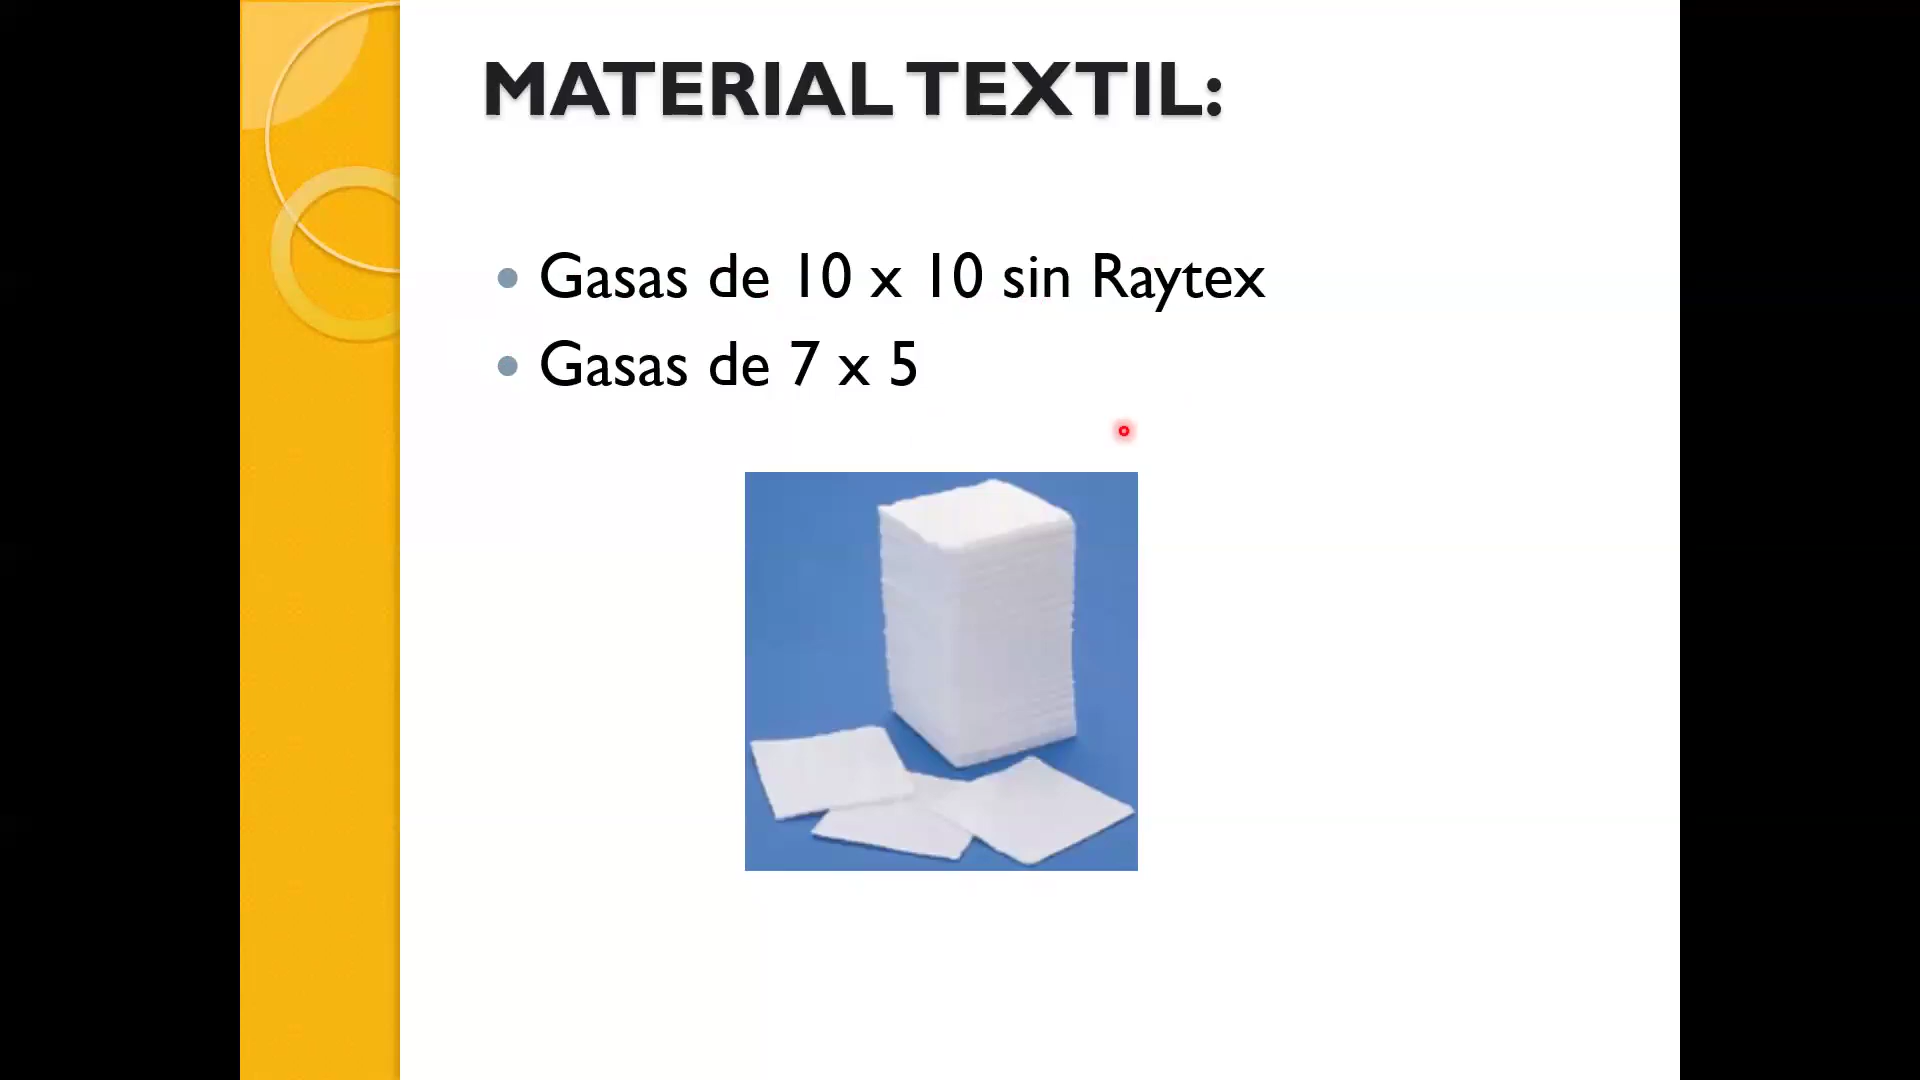 MATERIAL TEXTIL:
• Gasas de 10 x 10 sin Raytex
• Gasas de 7 x 5